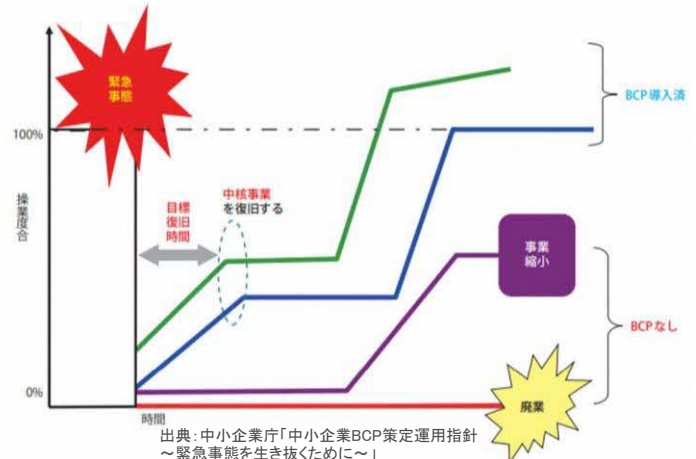 緊急
事態
100%
操業度合
目標
復旧
時間
中核事業
を復旧する
BCP導入済
事業
縮小
BCPなし
0%
廃業
時間
出典：中小企業庁「中小企業BCP策定運用指針
～緊急事態を生き抜くために～」